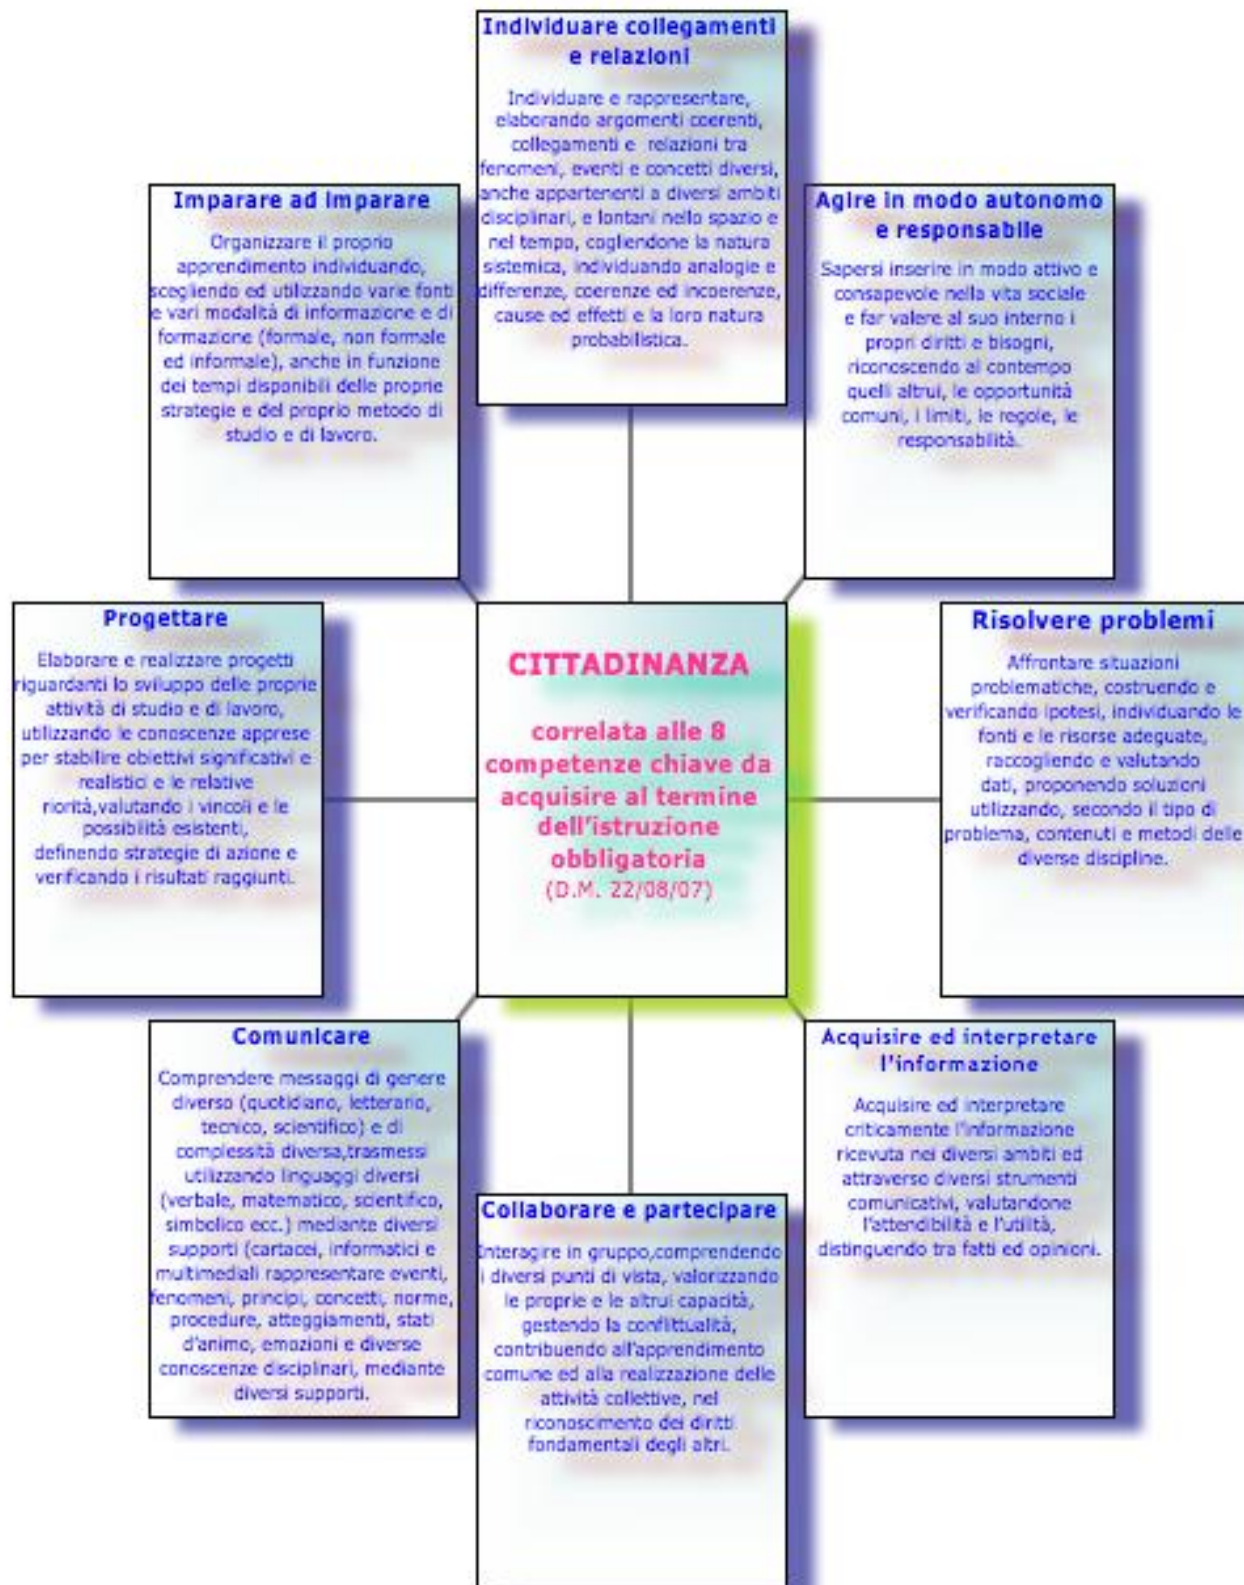 Individuare collegamenti
e relazioni
Individuare e rappresentare,
elaborando argomenti coerenti,
collegamenti e relazioni tra
fenomeni, eventi e concetti diversi,
anche appartenenti a diversi ambiti
disciplinari, e lontani nello spazio e
nel tempo, cogliendone la natura
sistemica, individuando analogie e
differenze, coerenze ed incoerenze,
cause ed effetti e la loro natura
probabilistica.
Imparare ad imparare
Organizzare il proprio
apprendimento individuando,
scegliendo ed utilizzando varie fonti
e vari modalità di informazione e di
formazione (formale, non formale
ed informale), anche in funzione
dei tempi disponibili delle proprie
strategie e del proprio metodo di
studio e di lavoro.
Agire in modo autonomo
e responsabile
Sapersi inserire in modo attivo e
consapevole nella vita sociale
e far valere al suo interno i
propri diritti e bisogni,
riconoscendo al contempo
quelli altrui, le opportunità
comuni, i limiti, le regole, le
responsabilità.
Progettare
Elaborare e realizzare progetti
riguardanti lo sviluppo delle proprie
attività di studio e di lavoro,
utilizzando le conoscenze apprese
per stabilire obiettivi significativi e
realistici e le relative
riorità,valutando i vincoli e le
possibilità esistenti,
definendo strategie di azione e
verificando i risultati raggiunti.
CITTADINANZA
correlata alle 8
competenze chiave da
acquisire al termine
dell'istruzione
obbligatoria
(D.M. 22/08/07)
Risolvere problemi
Affrontare situazioni
problematiche, costruendo e
verificando ipotesi, individuando le
fonti e le risorse adeguate,
raccogliendo e valutando
dati, proponendo soluzioni
utilizzando, secondo il tipo di
problema, contenuti e metodi delle
diverse discipline.
Comunicare
Comprendere messaggi di genere
diverso (quotidiano, letterario,
tecnico, scientifico) e di
complessità diversa,trasmessi
utilizzando linguaggi diversi
(verbale, matematico, scientifico,
simbolico ecc.) mediante diversi
supporti (cartacei, informatici e
multimediali rappresentare eventi,
fenomeni, principi, concetti, norme,
procedure, atteggiamenti, stati
d'animo, emozioni e diverse
conoscenze disciplinari, mediante
diversi supporti.
Collaborare e partecipare
Interagire in gruppo,comprendendo
i diversi punti di vista, valorizzando
le proprie e le altrui capacità,
gestendo la conflittualità,
contribuendo all'apprendimento
comune ed alla realizzazione delle
attività collettive, nel
riconoscimento dei diritti
fondamentali degli altri.
Acquisire ed interpretare
l'informazione
Acquisire ed interpretare
criticamente l'informazione
ricevuta nei diversi ambiti ed
attraverso diversi strumenti
comunicativi, valutandone
l'attendibilità e l'utilità,
distinguendo tra fatti ed opinioni.